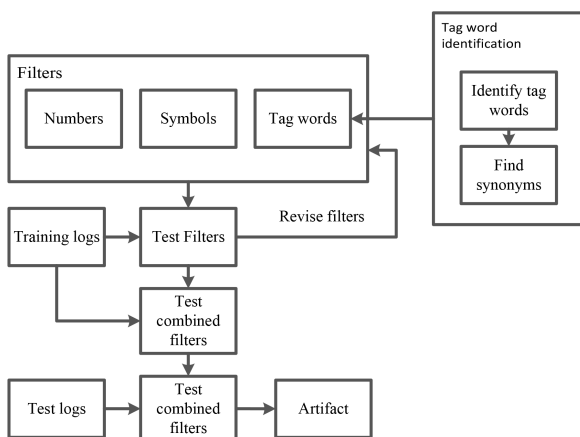 Tag word
identification
Filters
Numbers
Symbols
Tag words
Identify tag
words
Find
synonyms
Revise filters
Training logs
Test Filters
Test
combined
filters
Test logs
Test
combined
filters
Artifact